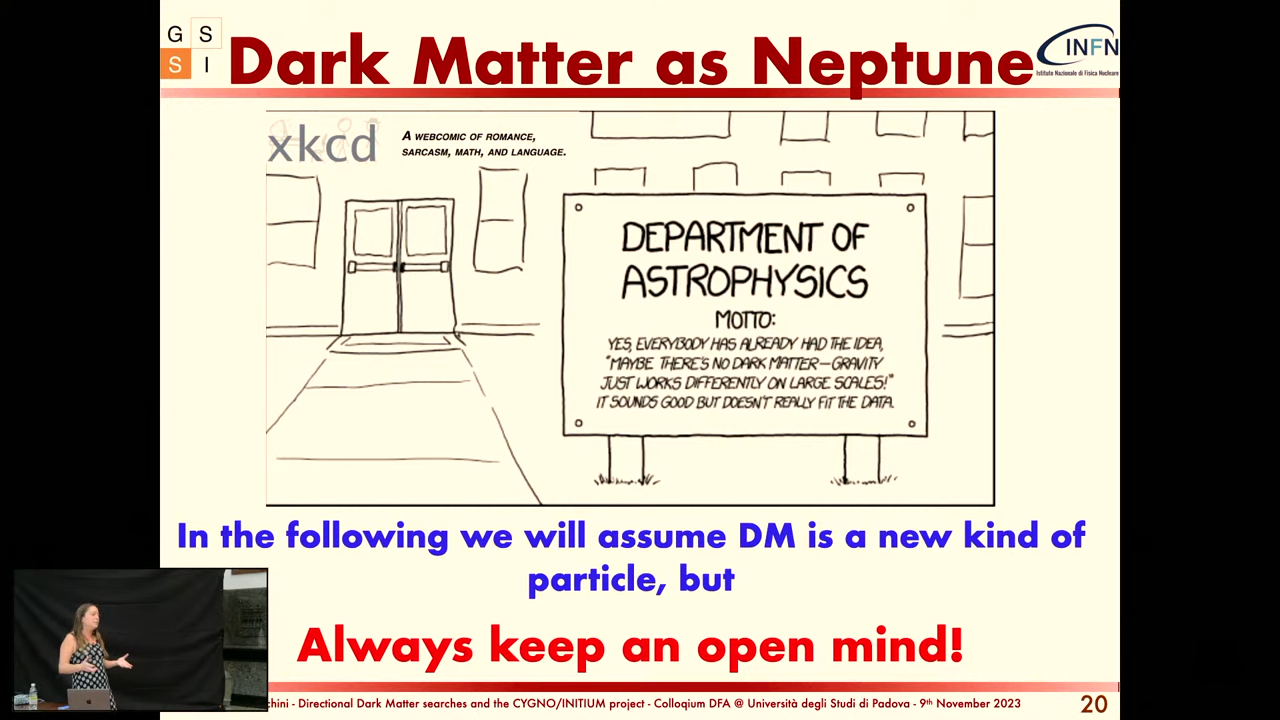 G S
S I
Dark Matter as Neptune
INFN
Istituto Nazionale di Fisica Nucleare
xkcd
A WEBCOMIC OF ROMANCE,
SARCASM, MATH, AND LANGUAGE.
DEPARTMENT OF
ASTROPHYSICS
MOTTO:
YES, EVERYBODY HAS ALREADY HAD THE IDEA,
"MAYBE THERE'S NO DARK MATTER—GRAVITY
JUST WORKS DIFFERENTLY ON LARGE SCALES!"
IT SOUNDS GOOD BUT DOESN'T REALLY FIT THE DATA.
In the following we will assume DM is a new kind of
particle, but
Always keep an open mind!
chini - Directional Dark Matter searches and the CYGNO/INITIUM project - Colloqium DFA @ Università degli Studi di Padova - 9th November 2023
20